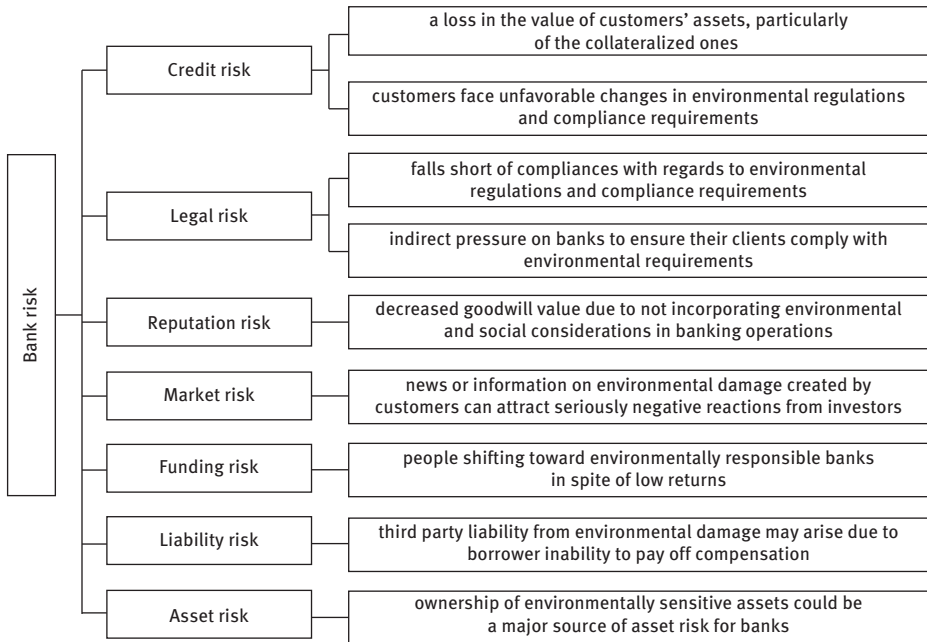 Bank risk
Credit risk
a loss in the value of customers’ assets, particularly
of the collateralized ones
customers face unfavorable changes in environmental regulations
and compliance requirements
Legal risk
falls short of compliances with regards to environmental
regulations and compliance requirements
indirect pressure on banks to ensure their clients comply with
environmental requirements
Reputation risk
decreased goodwill value due to not incorporating environmental
and social considerations in banking operations
Market risk
news or information on environmental damage created by
customers can attract seriously negative reactions from investors
Funding risk
people shifting toward environmentally responsible banks
in spite of low returns
Liability risk
third party liability from environmental damage may arise due to
borrower inability to pay off compensation
Asset risk
ownership of environmentally sensitive assets could be
a major source of asset risk for banks